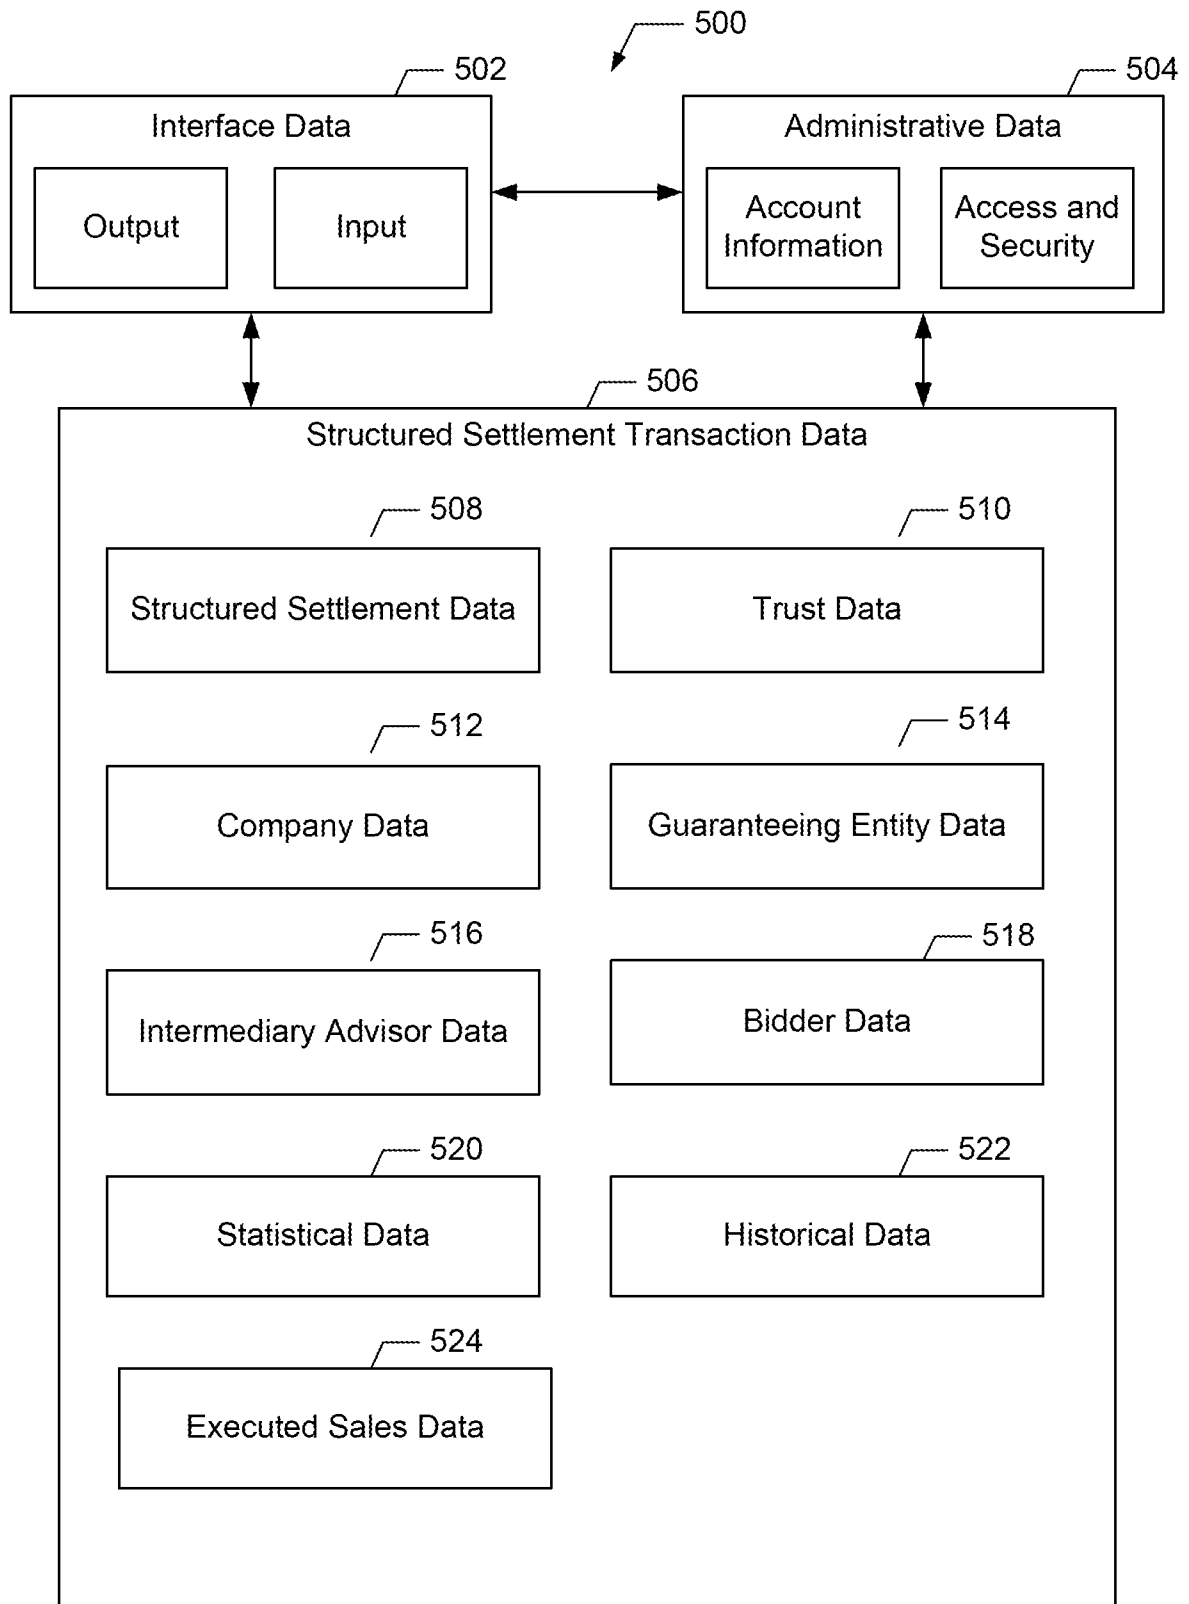 500
502
504
Interface Data
Administrative Data
Output
Input
Account
Information
Access and
Security
506
Structured Settlement Transaction Data
508
510
Structured Settlement Data
Trust Data
512
514
Company Data
Guaranteeing Entity Data
516
518
Intermediary Advisor Data
Bidder Data
520
522
Statistical Data
Historical Data
524
Executed Sales Data